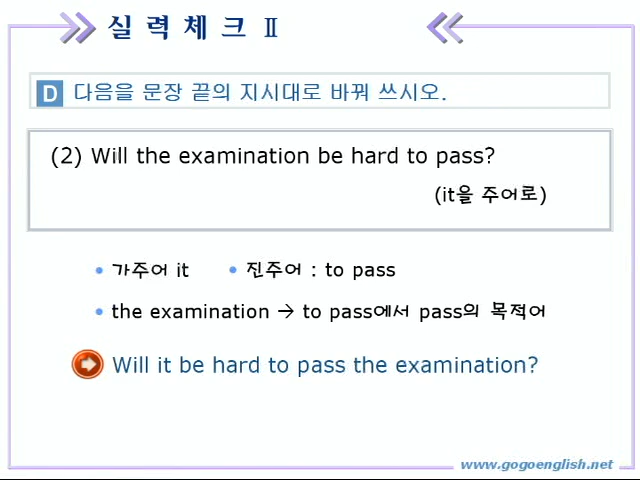 실 력 체 크 Ⅱ
D 다음을 문장 끝의 지시대로 바꿔 쓰시오.
(2) Will the examination be hard to pass?
(it을 주어로)
• 가주어 it • 진주어 : to pass
• the examination → to pass에서 pass의 목적어
Will it be hard to pass the examination?
www.gogoenglish.net